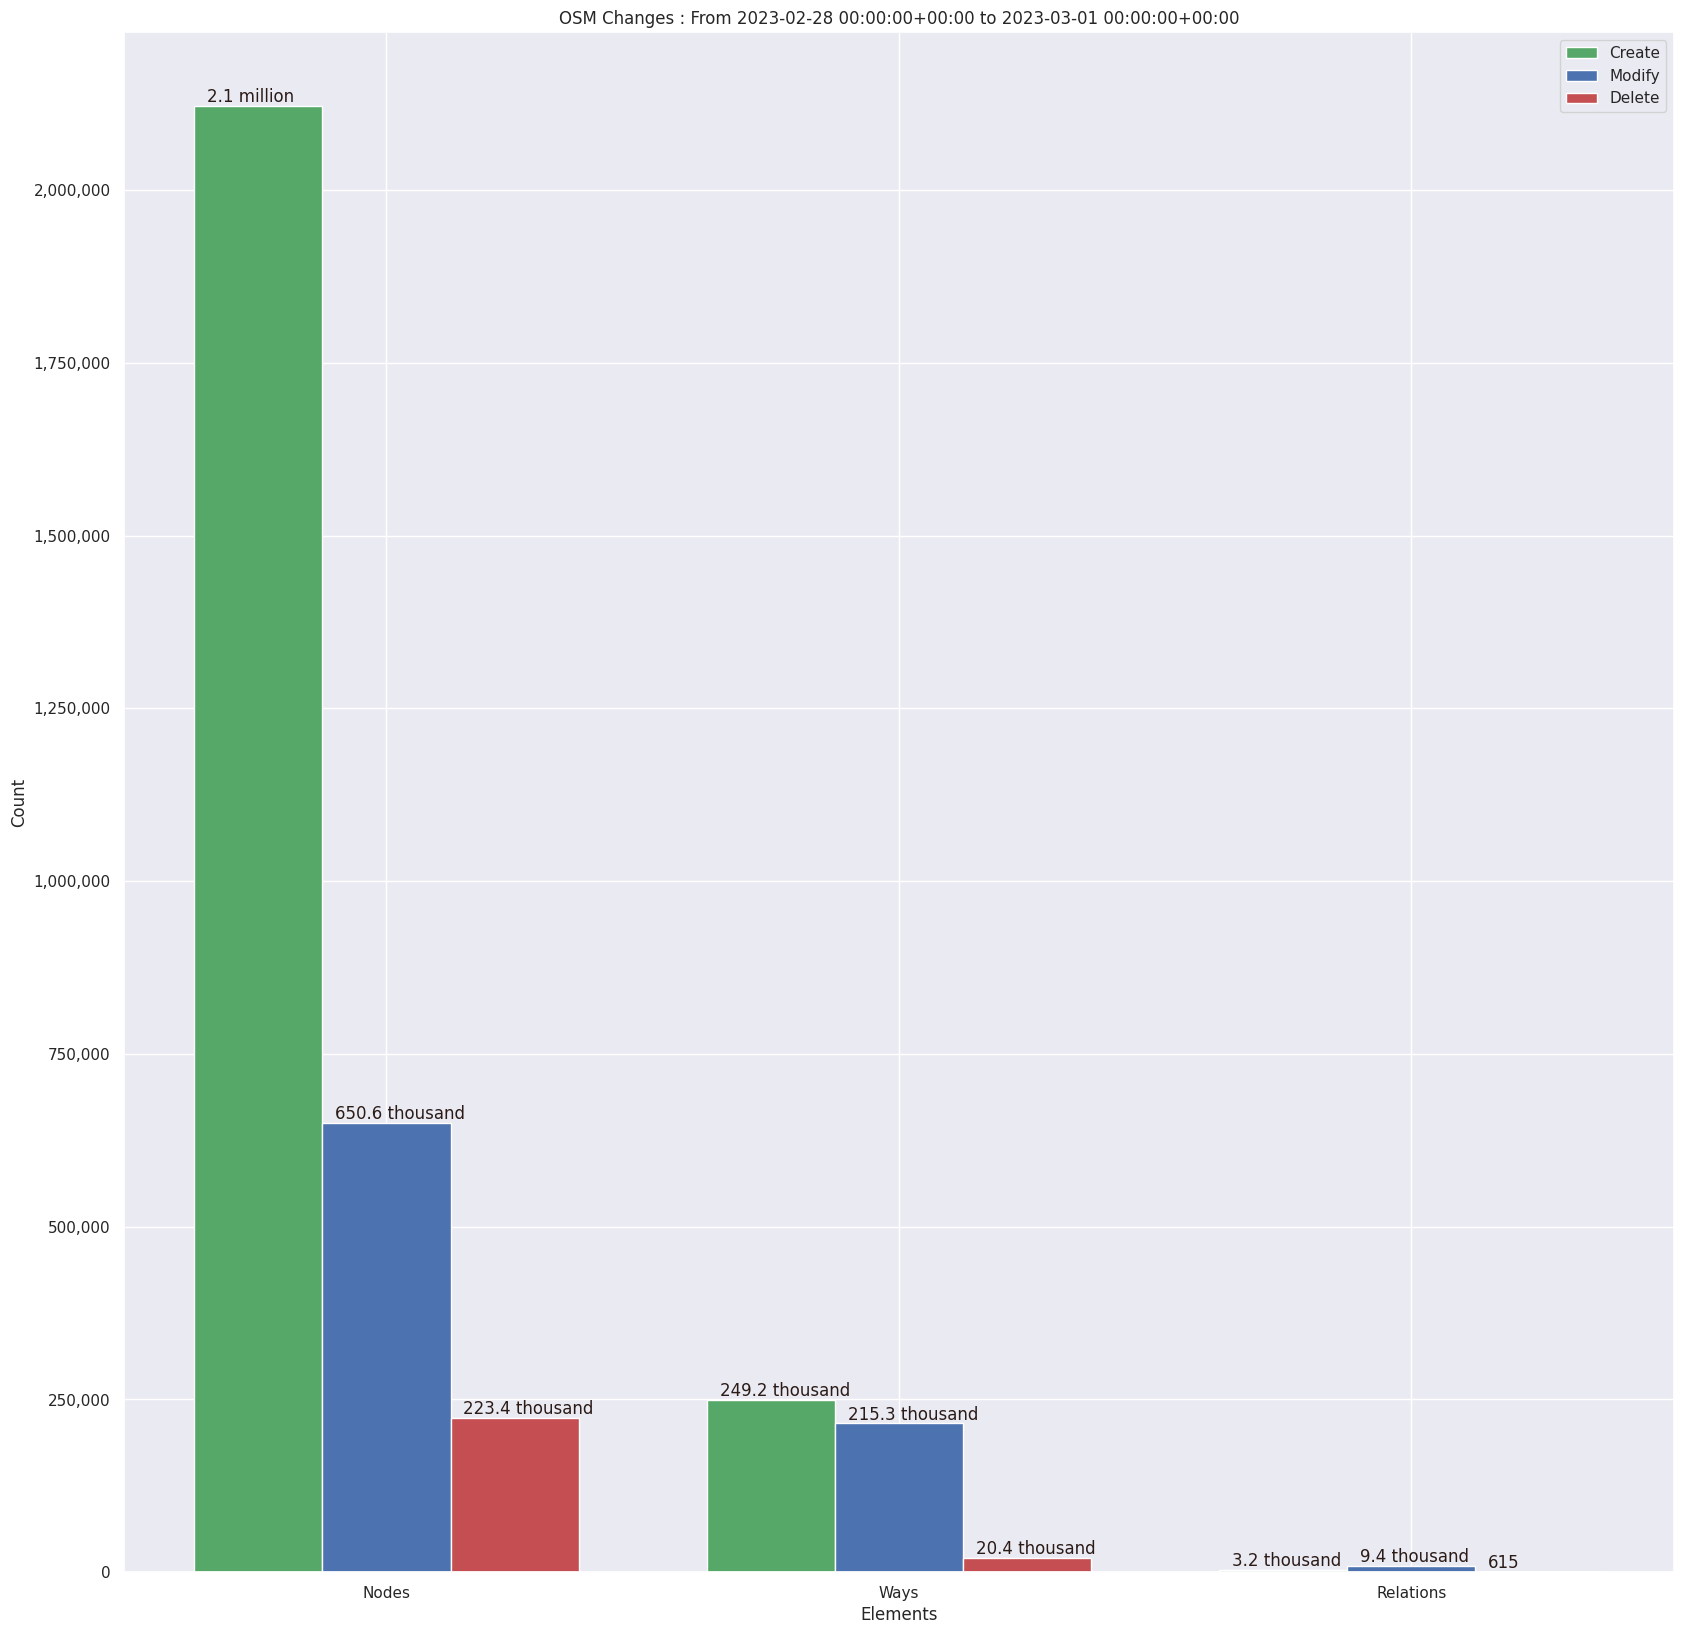 OSM Changes : From 2023-02-28 00:00:00+00:00 to 2023-03-01 00:00:00+00:00
Create
Modify
Delete
2.1 million
2,000,000
1,750,000
1,500,000
1,250,000
1,000,000
750,000
500,000
250,000
0
Count
650.6 thousand
223.4 thousand
249.2 thousand
215.3 thousand
20.4 thousand
3.2 thousand
9.4 thousand
615
Nodes
Ways
Relations
Elements